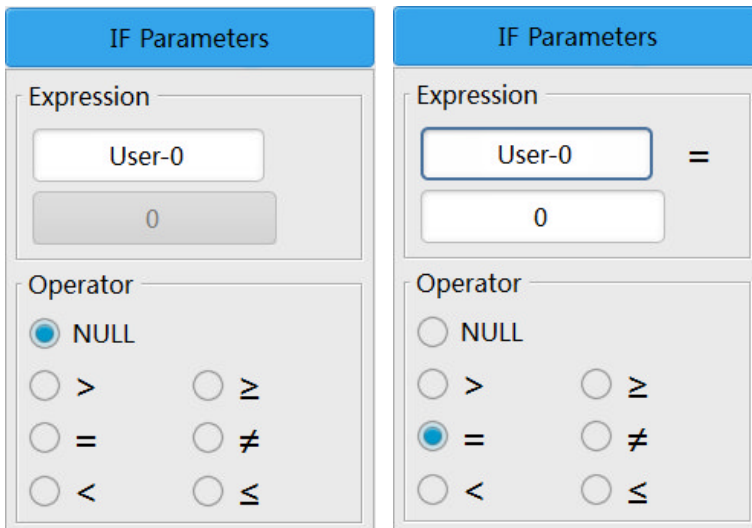 IF Parameters
Expression
User-0
0
Operator
NULL
> ≥
= ≠
< ≤
IF Parameters
Expression
User-0 =
0
Operator
NULL
> ≥
= ≠
< ≤